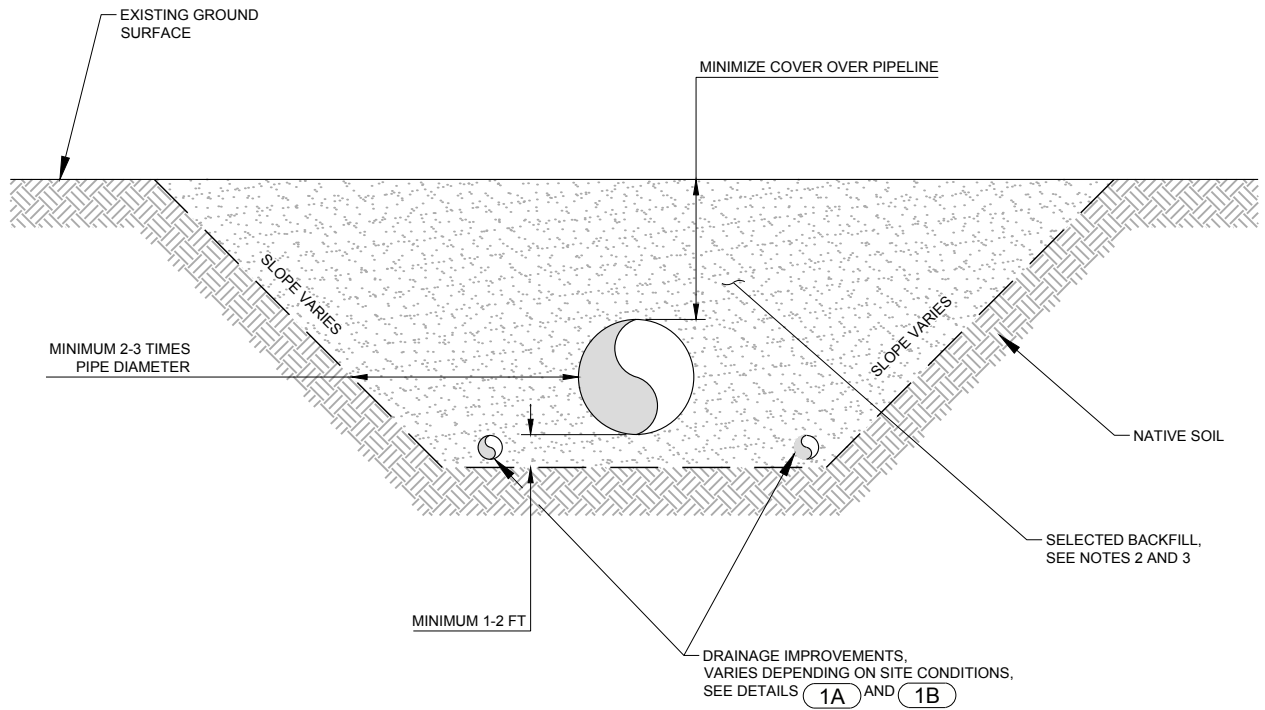 EXISTING GROUND
SURFACE
MINIMIZE COVER OVER PIPELINE
SLOPE VARIES
SLOPE VARIES
MINIMUM 2-3 TIMES
PIPE DIAMETER
NATIVE SOIL
SELECTED BACKFILL,
SEE NOTES 2 AND 3
MINIMUM 1-2 FT
DRAINAGE IMPROVEMENTS,
VARIES DEPENDING ON SITE CONDITIONS,
SEE DETAILS 1A AND 1B